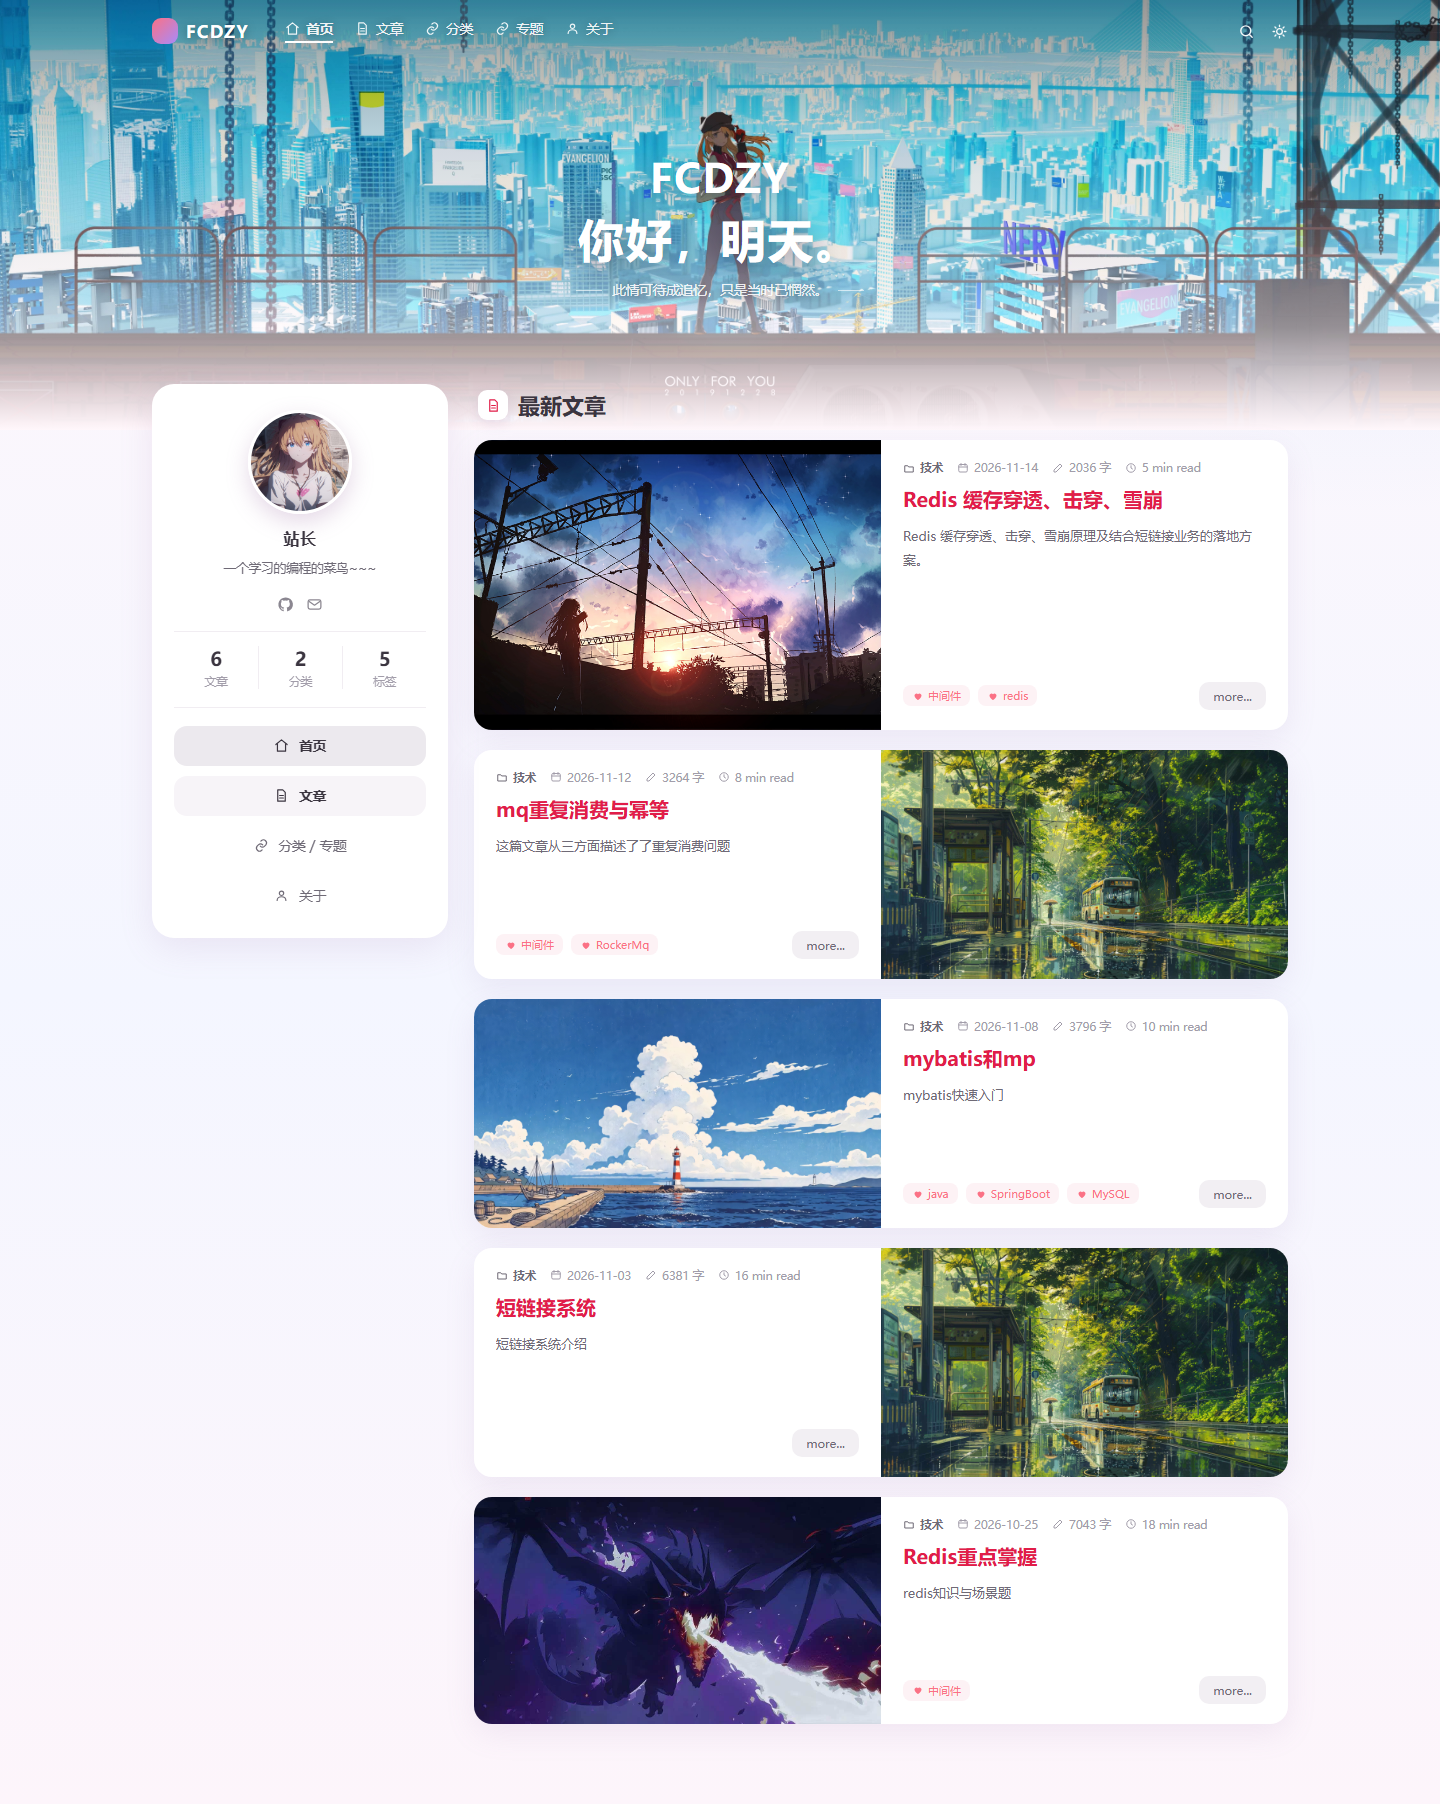 FCDZY
首页
文章
分类
专题
关于
EVANGELION
NERV
EVANGELION
FCDZY
你好，明天。
此情可待成追忆，只是当时已惘然。
ONLY FOR YOU
20191228
站长
一个学习的编程的菜鸟~~~
6
文章
2
分类
5
标签
首页
文章
分类 / 专题
关于
最新文章
技术 2026-11-14 2036 字 5 min read
Redis 缓存穿透、击穿、雪崩
Redis 缓存穿透、击穿、雪崩原理及结合短链接业务的落地方
案。
中间件 redis more...
技术 2026-11-12 3264 字 8 min read
mq重复消费与幂等
这篇文章从三方面描述了了重复消费问题
中间件 RockerMq more...
技术 2026-11-08 3796 字 10 min read
mybatis和mp
mybatis快速入门
java SpringBoot MySQL more...
技术 2026-11-03 6381 字 16 min read
短链接系统
短链接系统介绍
more...
技术 2026-10-25 7043 字 18 min read
Redis重点掌握
redis知识与场景题
中间件 more...